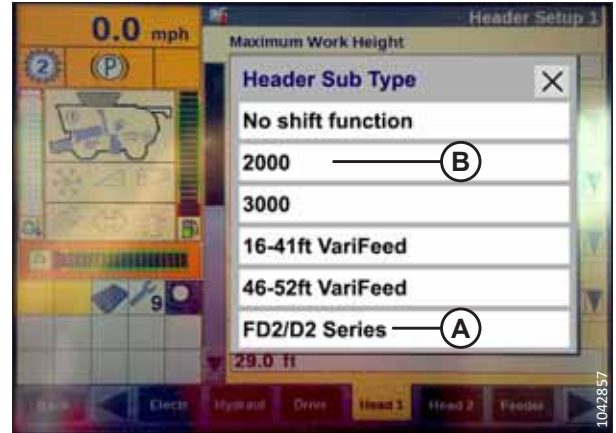 0.0 mph
Header Setup 1
Maximum Work Height
2
(P)
Header Sub Type
No shift function
2000
B
3000
16-41ft VariFeed
46-52ft VariFeed
9
FD2/D2 Series
A
29.0 ft
Back
Electr
Hydraul
Drive
Head 1
Head 2
Feeder
1042857